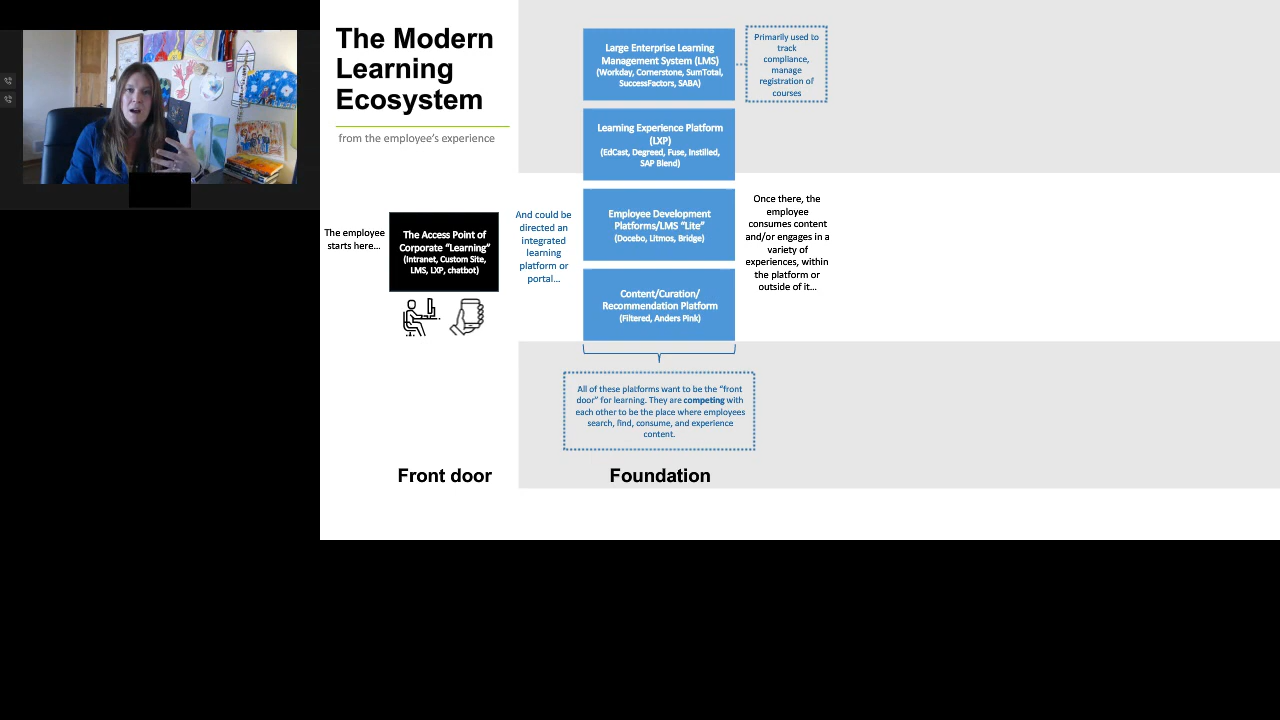 The Modern
Learning
Ecosystem
from the employee's experience
The employee
starts here...
The Access Point of
Corporate “Learning”
(Intranet, Custom Site,
LMS, LXP, chatbot)
And could be
directed an
integrated
learning
platform or
portal...
Large Enterprise Learning
Management System (LMS)
(Workday, Cornerstone, SumTotal,
SuccessFactors, SABA)
Primarily used to
track
compliance,
manage
registration of
courses
Learning Experience Platform
(LXP)
(EdCast, Degreed, Fuse, Instilled,
SAP Blend)
Employee Development
Platforms/LMS “Lite”
(Docebo, Litmos, Bridge)
Content/Curation/
Recommendation Platform
(Filtered, Anders Pink)
Once there, the
employee
consumes content
and/or engages in a
variety of
experiences, within
the platform or
outside of it...
All of these platforms want to be the “front
door” for learning. They are competing with
each other to be the place where employees
search, find, consume, and experience
content.
Front door
Foundation